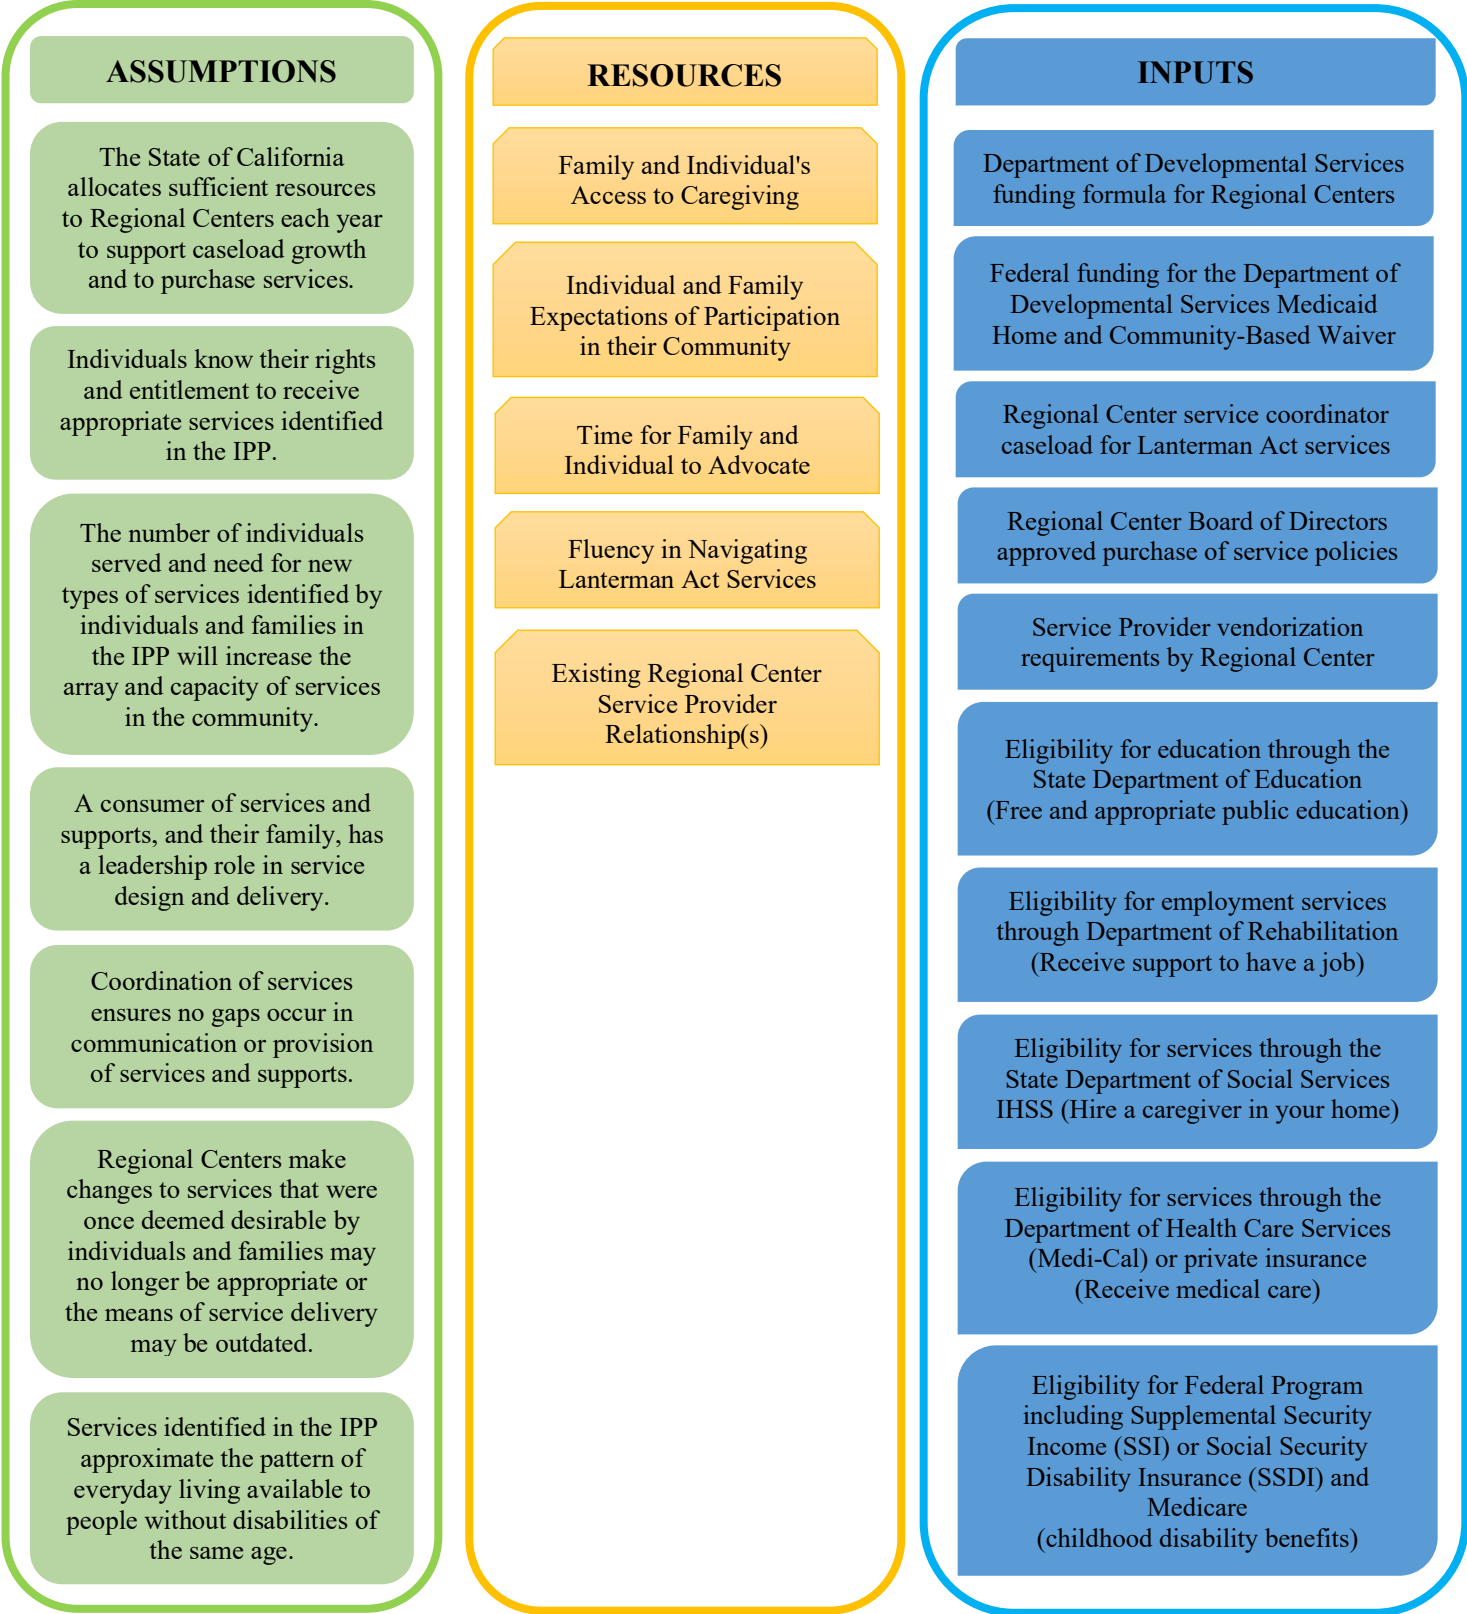 ASSUMPTIONS
The State of California
allocates sufficient resources
to Regional Centers each year
to support caseload growth
and to purchase services.
Individuals know their rights
and entitlement to receive
appropriate services identified
in the IPP.
The number of individuals
served and need for new
types of services identified by
individuals and families in
the IPP will increase the
array and capacity of services
in the community.
A consumer of services and
supports, and their family, has
a leadership role in service
design and delivery.
Coordination of services
ensures no gaps occur in
communication or provision
of services and supports.
Regional Centers make
changes to services that were
once deemed desirable by
individuals and families may
no longer be appropriate or
the means of service delivery
may be outdated.
Services identified in the IPP
approximate the pattern of
everyday living available to
people without disabilities of
the same age.
RESOURCES
Family and Individual's
Access to Caregiving
Individual and Family
Expectations of Participation
in their Community
Time for Family and
Individual to Advocate
Fluency in Navigating
Lanterman Act Services
Existing Regional Center
Service Provider
Relationship(s)
INPUTS
Department of Developmental Services
funding formula for Regional Centers
Federal funding for the Department of
Developmental Services Medicaid
Home and Community-Based Waiver
Regional Center service coordinator
caseload for Lanterman Act services
Regional Center Board of Directors
approved purchase of service policies
Service Provider vendorization
requirements by Regional Center
Eligibility for education through the
State Department of Education
(Free and appropriate public education)
Eligibility for employment services
through Department of Rehabilitation
(Receive support to have a job)
Eligibility for services through the
State Department of Social Services
IHSS (Hire a caregiver in your home)
Eligibility for services through the
Department of Health Care Services
(Medi-Cal) or private insurance
(Receive medical care)
Eligibility for Federal Program
including Supplemental Security
Income (SSI) or Social Security
Disability Insurance (SSDI) and
Medicare
(childhood disability benefits)